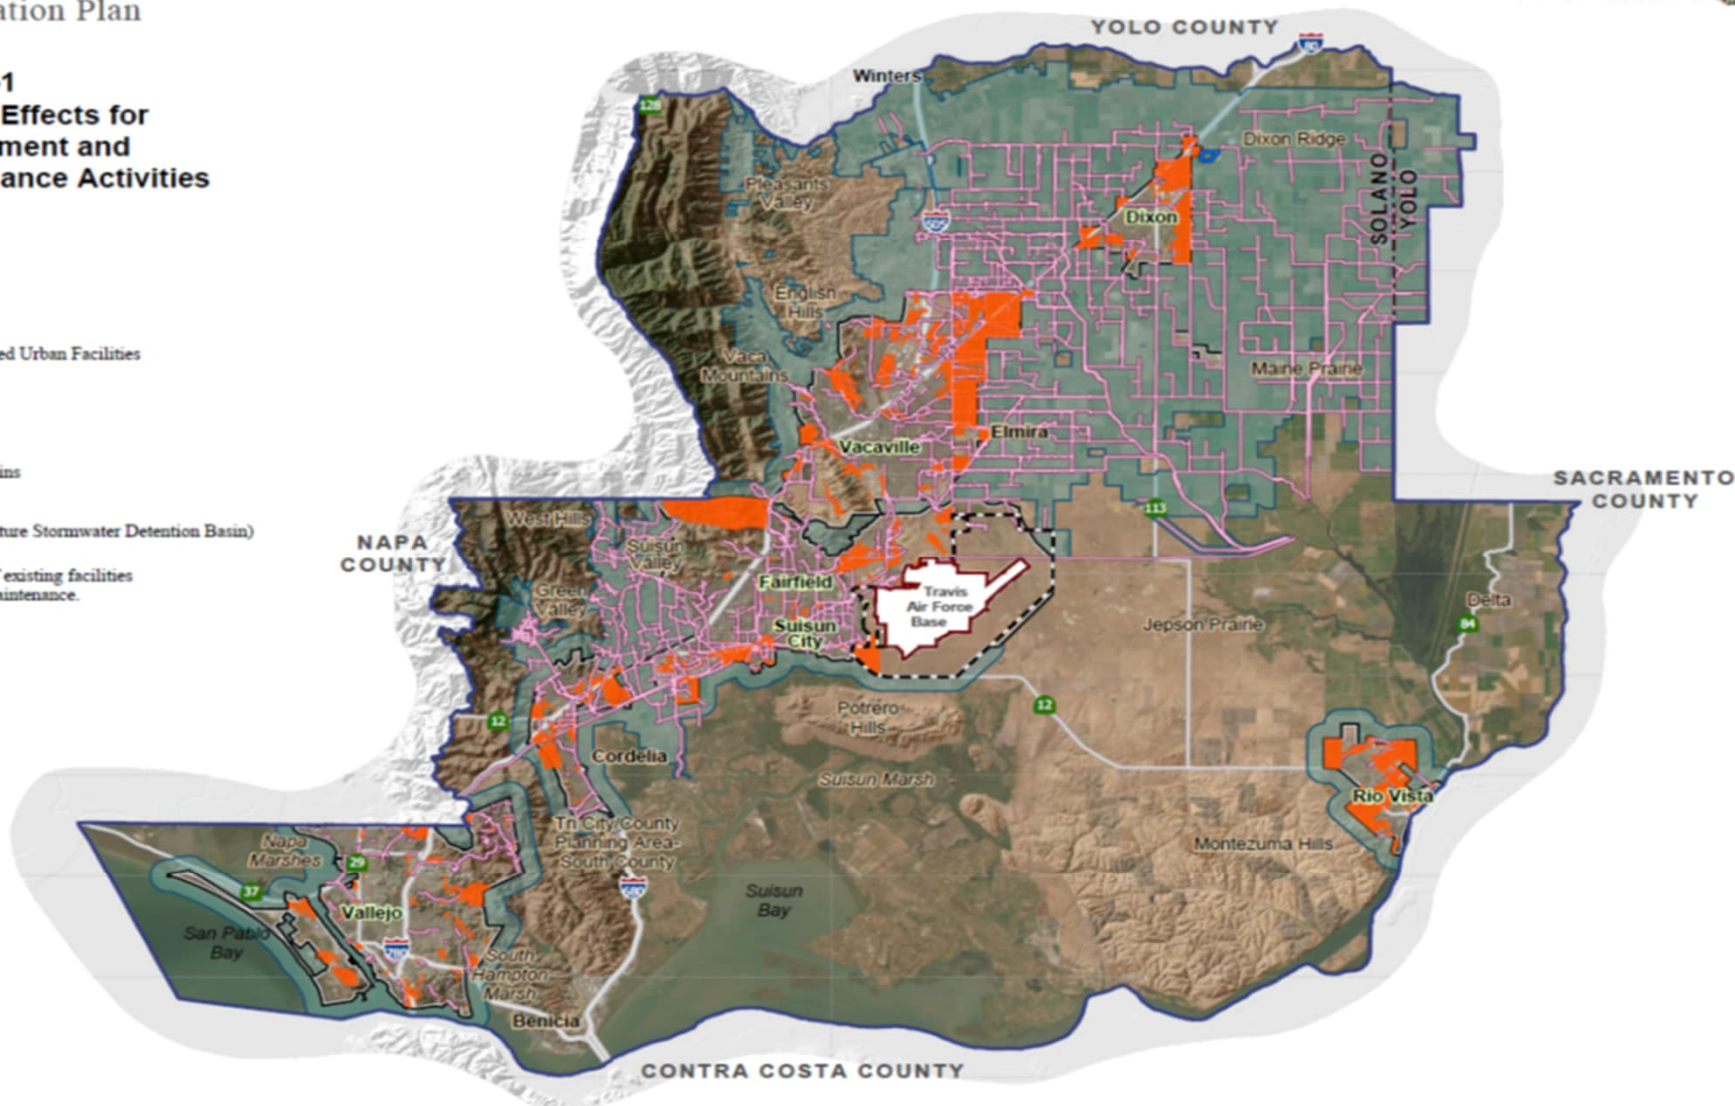 ation Plan
-1
Effects for
ment and
ance Activities
ed Urban Facilities
ins
ture Stormwater Detention Basin)
existing facilities
aintenance.
YOLO COUNTY
80
Winters
128
Dixon Ridge
Pleasants
Valley
SOLANO
YOLO
505
Dixon
English
Hills
Vaca
Mountains
Maine Prairie
Elmira
Vacaville
SACRAMENTO
COUNTY
113
West Hills
NAPA
COUNTY
Suisun
Valley
Fairfield
Green
Valley
Travis
Air Force
Base
Delta
84
Jepson Prairie
Suisun
City
12
Potrero
Hills
12
Cordelia
Suisun Marsh
Rio Vista
Tri City/County
Planning Area-
South County
Montezuma Hills
Napa
Marshes
29
37
680
Suisun
Bay
Vallejo
San Pablo
Bay
780
South
Hampton
Marsh
Benicia
CONTRA COSTA COUNTY